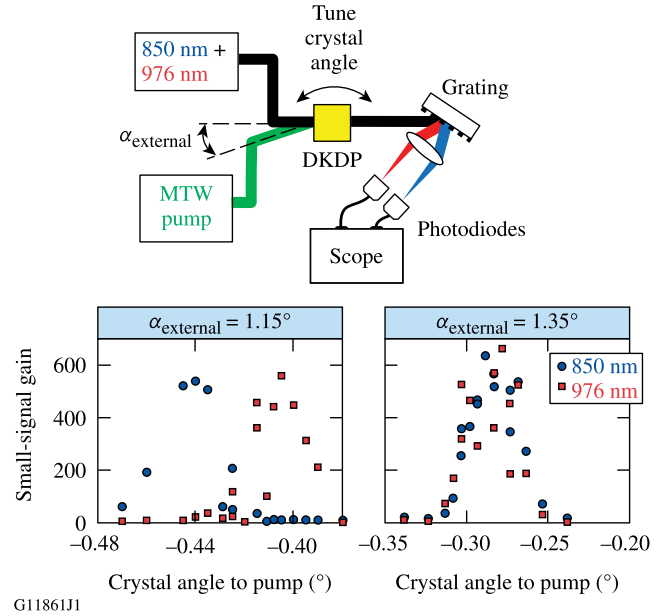 Tune
crystal
angle
850 nm +
976 nm
Grating
αexternal
DKDP
MTW
pump
Photodiodes
Scope
αexternal = 1.15°
αexternal = 1.35°
Small-signal gain
600
400
200
0
850 nm
976 nm
–0.48
–0.44
–0.40
–0.35
–0.30
–0.25
–0.20
Crystal angle to pump (°)
Crystal angle to pump (°)
G11861J1